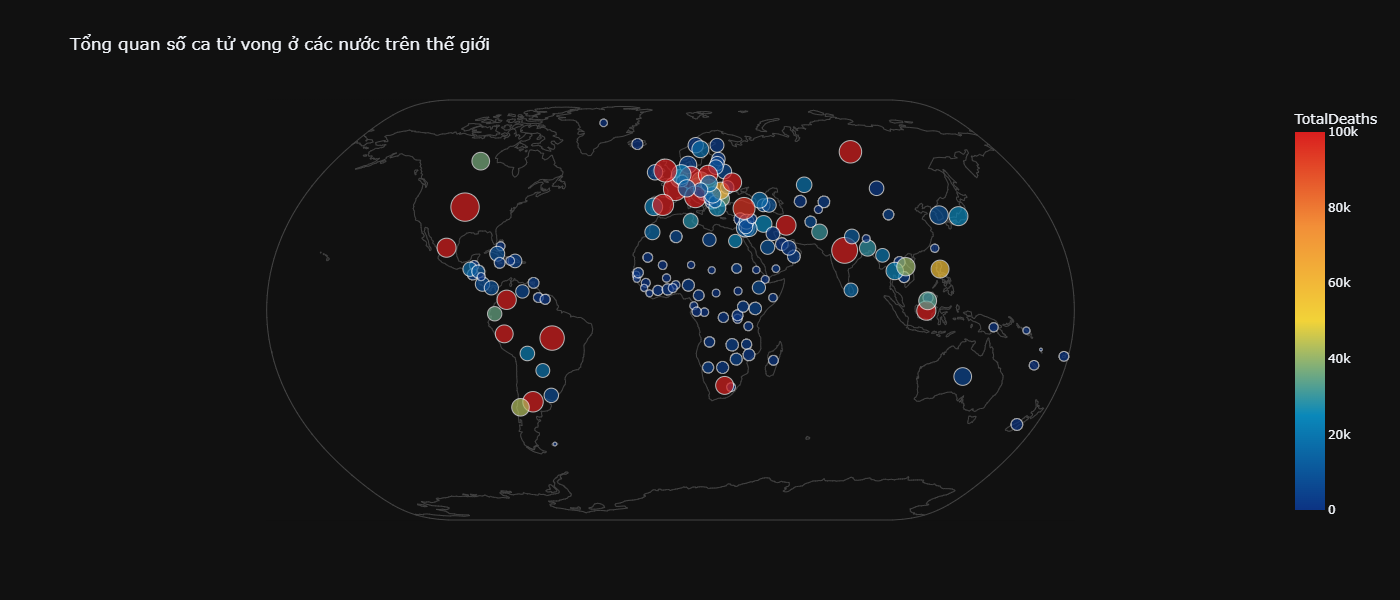 Tổng quan số ca tử vong ở các nước trên thế giới
TotalDeaths
100k
80k
60k
40k
20k
0